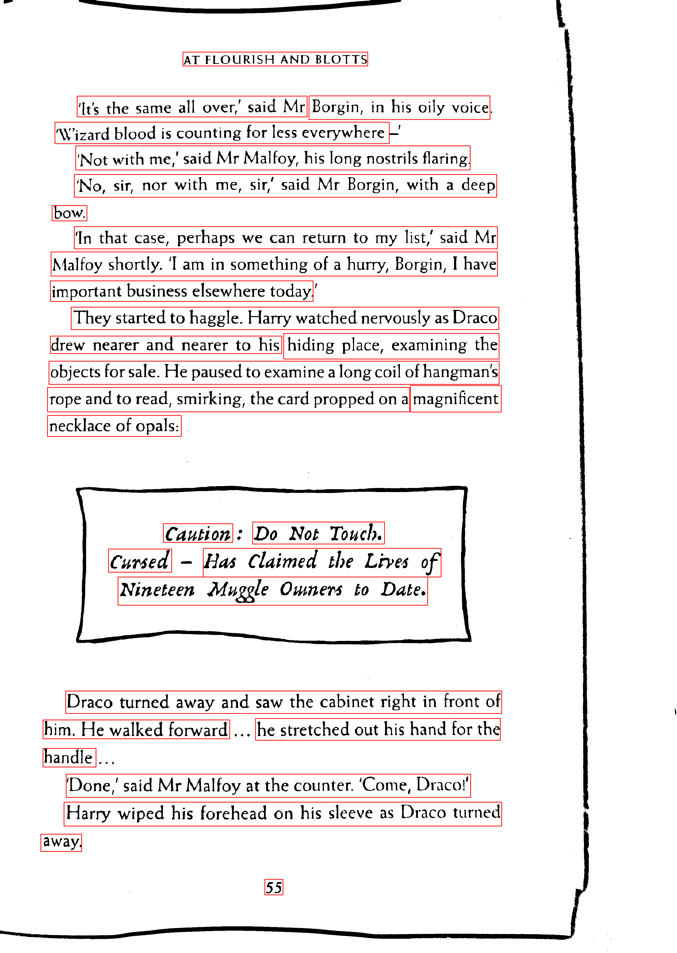 AT FLOURISH AND BLOTTS
'It's the same all over,' said Mr Borgin, in his oily voice.
'Wizard blood is counting for less everywhere –'
'Not with me,' said Mr Malfoy, his long nostrils flaring.
'No, sir, nor with me, sir,' said Mr Borgin, with a deep
bow.
'In that case, perhaps we can return to my list,' said Mr
Malfoy shortly. 'I am in something of a hurry, Borgin, I have
important business elsewhere today.'
They started to haggle. Harry watched nervously as Draco
drew nearer and nearer to his hiding place, examining the
objects for sale. He paused to examine a long coil of hangman's
rope and to read, smirking, the card propped on a magnificent
necklace of opals:
Caution: Do Not Touch.
Cursed – Has Claimed the Lives of
Nineteen Muggle Owners to Date.
Draco turned away and saw the cabinet right in front of
him. He walked forward ... he stretched out his hand for the
handle ...
'Done,' said Mr Malfoy at the counter. 'Come, Draco!'
Harry wiped his forehead on his sleeve as Draco turned
away.
55